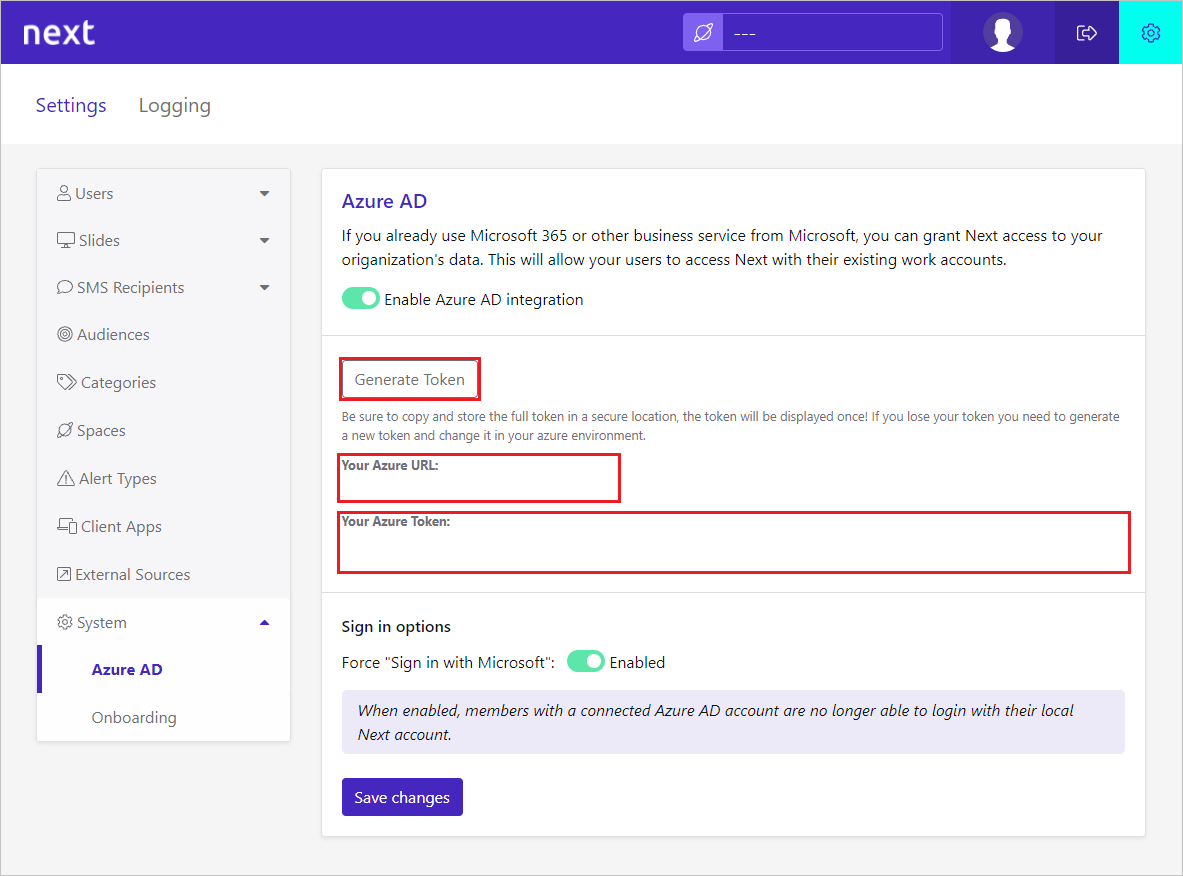 next
---
Settings
Logging
Users
Slides
SMS Recipients
Audiences
Categories
Spaces
Alert Types
Client Apps
External Sources
System
Azure AD
Onboarding
Azure AD
If you already use Microsoft 365 or other business service from Microsoft, you can grant Next access to your
origanization's data. This will allow your users to access Next with their existing work accounts.
Enable Azure AD integration
Generate Token
Be sure to copy and store the full token in a secure location, the token will be displayed once! If you lose your token you need to generate
a new token and change it in your azure environment.
Your Azure URL:
Your Azure Token:
Sign in options
Force "Sign in with Microsoft": Enabled
When enabled, members with a connected Azure AD account are no longer able to login with their local
Next account.
Save changes